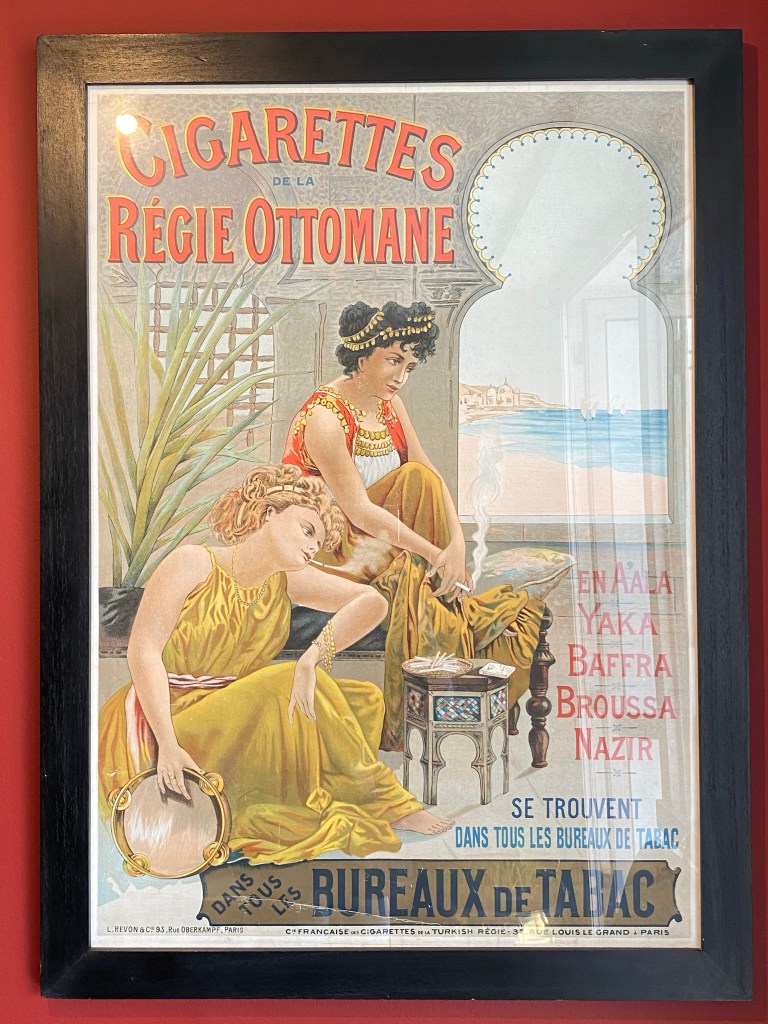 CIGARETTES
DE LA
RÉGIE OTTOMANE
EN A'ALA
YAKA
BAFFRA
BROUSSA
NAZIR
SE TROUVENT
DANS TOUS LES BUREAUX DE TABAC
DANS TOUS LES BUREAUX DE TABAC
L. REVON & Cie 93, RUE OBERKAMPF, PARIS
Cie FRANÇAISE DES CIGARETTES DE LA TURKISH RÉGIE - RUE LOUIS LE GRAND À PARIS